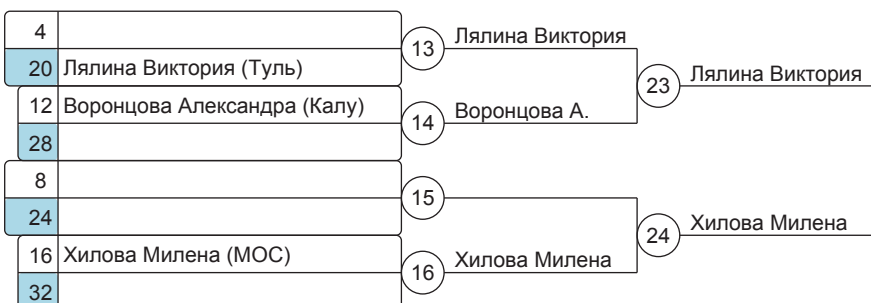 4
13 Лялина Виктория
20 Лялина Виктория (Туль)
23 Лялина Виктория
12 Воронцова Александра (Калу)
14 Воронцова А.
28
8
15
24
24 Хилова Милена
16 Хилова Милена (МОС)
16 Хилова Милена
32